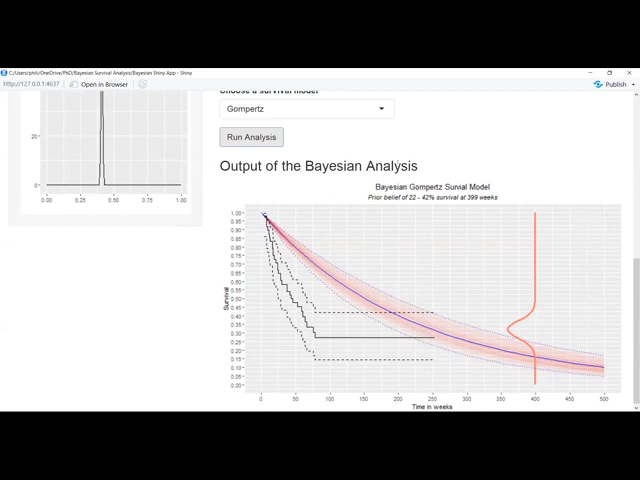 C:/Users/phili/OneDrive/PhD/Bayesian Survival Analysis/Bayesian Shiny App - Shiny
http://127.0.0.1:4637 Open in Browser Publish
Choose a survival model
Gompertz
Run Analysis
Output of the Bayesian Analysis
Bayesian Gompertz Survial Model
Prior belief of 22 - 42% survival at 399 weeks
25
0
0.00 0.25 0.50 0.75 1.00
Survival
1.00
0.95
0.90
0.85
0.80
0.75
0.70
0.65
0.60
0.55
0.50
0.45
0.40
0.35
0.30
0.25
0.20
0.15
0.10
0.05
0.00
0 50 100 150 200 250 300 350 400 450 500
Time in weeks